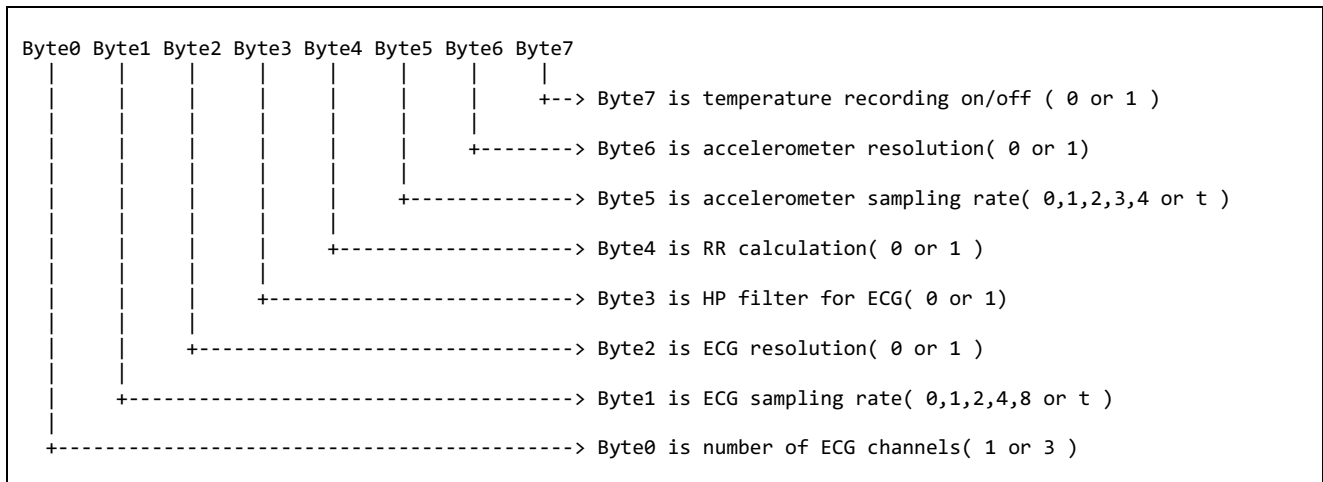 Byte0 Byte1 Byte2 Byte3 Byte4 Byte5 Byte6 Byte7
+--> Byte7 is temperature recording on/off ( 0 or 1 )
+--------> Byte6 is accelerometer resolution( 0 or 1)
+--------------> Byte5 is accelerometer sampling rate( 0,1,2,3,4 or t )
+--------------------> Byte4 is RR calculation( 0 or 1 )
+--------------------------> Byte3 is HP filter for ECG( 0 or 1)
+--------------------------------> Byte2 is ECG resolution( 0 or 1 )
+--------------------------------------> Byte1 is ECG sampling rate( 0,1,2,4,8 or t )
+--------------------------------------------> Byte0 is number of ECG channels( 1 or 3 )